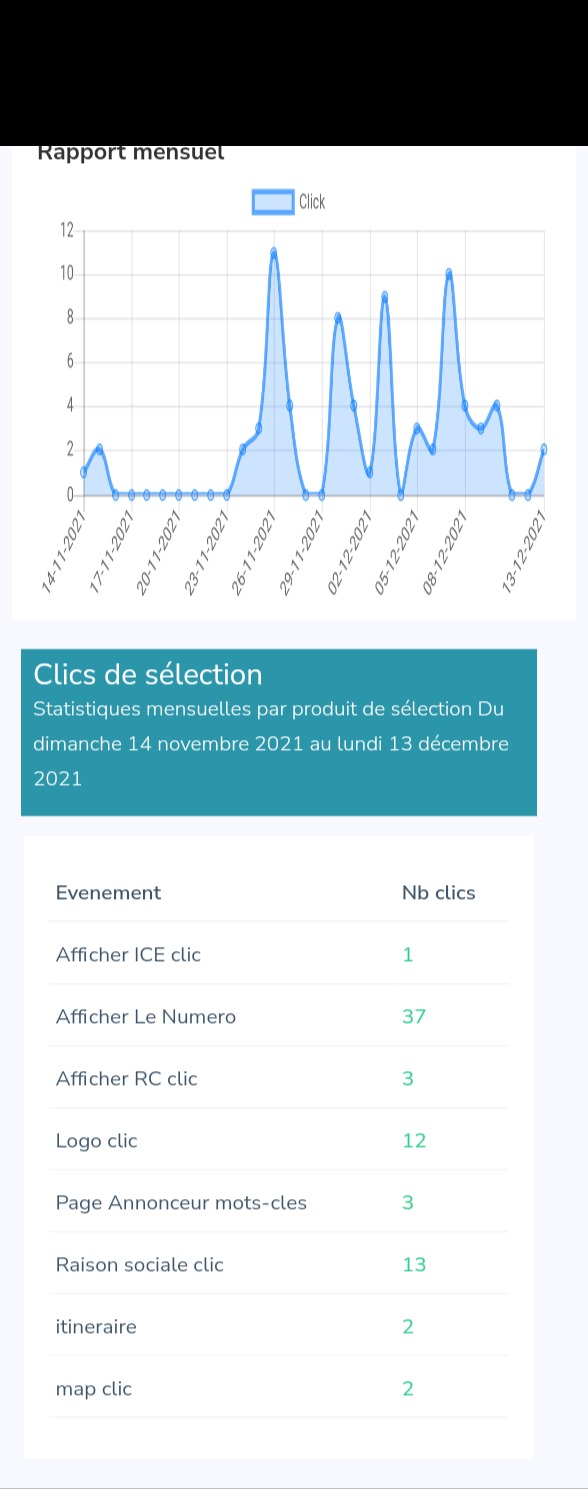 Rapport mensuel
Click
12
10
8
6
4
2
0
14-11-2021
17-11-2021
20-11-2021
23-11-2021
26-11-2021
29-11-2021
02-12-2021
05-12-2021
08-12-2021
13-12-2021
Clics de sélection
Statistiques mensuelles par produit de sélection Du
dimanche 14 novembre 2021 au lundi 13 décembre
2021
Evenement Nb clics
Afficher ICE clic 1
Afficher Le Numero 37
Afficher RC clic 3
Logo clic 12
Page Annonceur mots-cles 3
Raison sociale clic 13
itineraire 2
map clic 2